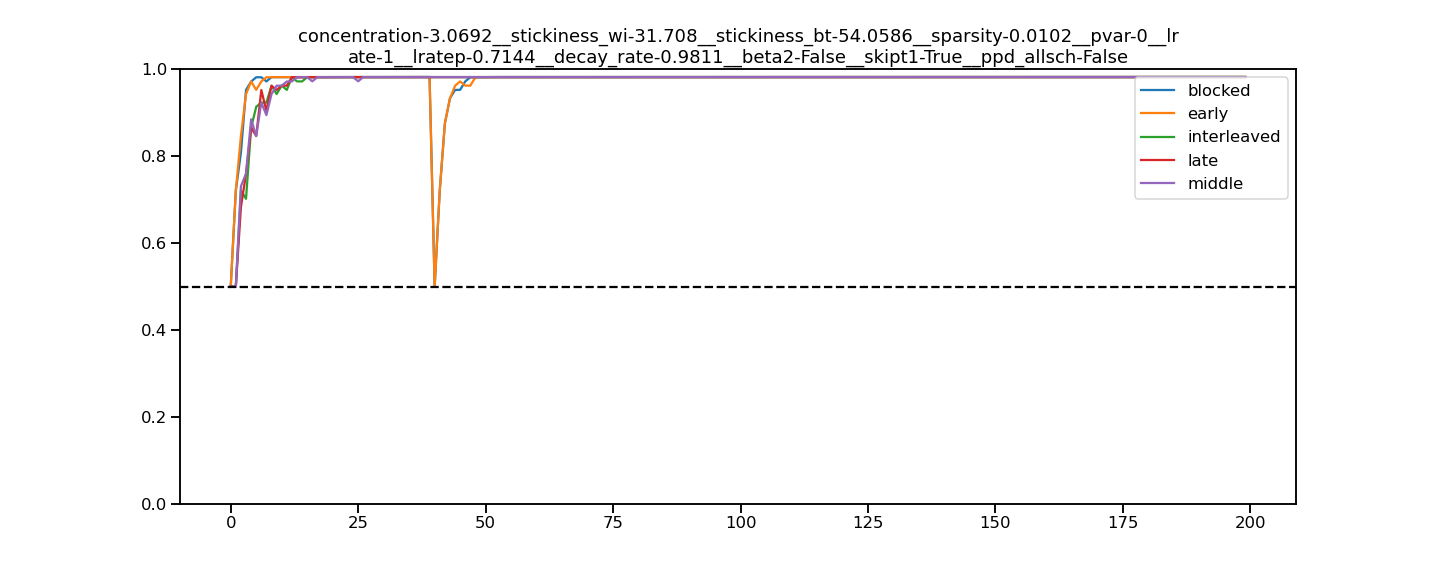 concentration-3.0692__stickiness_wi-31.708__stickiness_bt-54.0586__sparsity-0.0102__pvar-0__lr
ate-1__lratep-0.7144__decay_rate-0.9811__beta2-False__skipt1-True__ppd_allsch-False
1.0
0.8
0.6
0.4
0.2
0.0
blocked
early
interleaved
late
middle
0 25 50 75 100 125 150 175 200